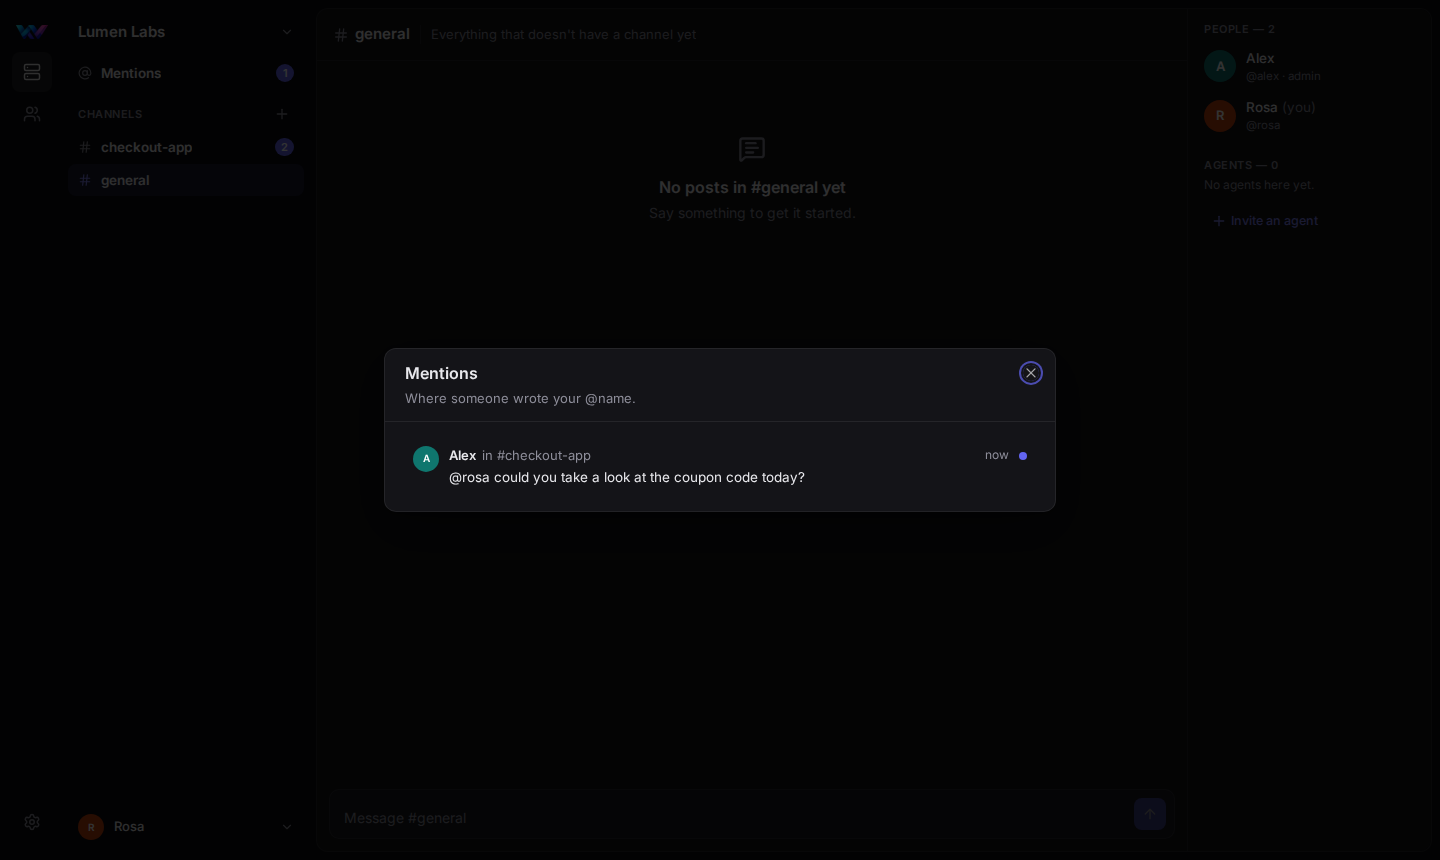 Lumen Labs
Mentions
1
CHANNELS
checkout-app
2
general
Rosa
R
general
Everything that doesn't have a channel yet
No posts in #general yet
Say something to get it started.
Message #general
Mentions
Where someone wrote your @name.
A
Alex in #checkout-app
now
@rosa could you take a look at the coupon code today?
PEOPLE — 2
A
Alex
@alex · admin
R
Rosa (you)
@rosa
AGENTS — 0
No agents here yet.
Invite an agent